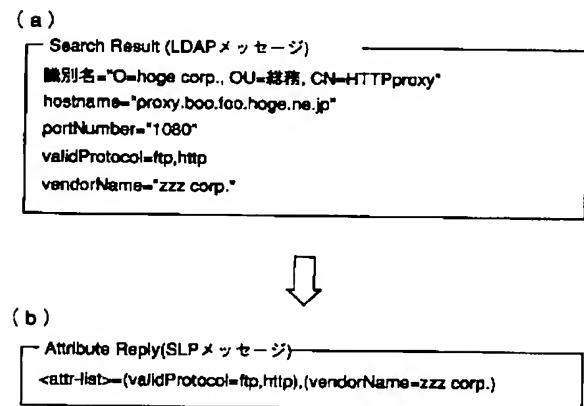 (a)
Search Result (LDAPメッセージ)
識別名="O=hoge corp., OU=総務, CN=HTTPproxy"
hostname="proxy.boo.foo.hoge.ne.jp"
portNumber="1080"
validProtocol=ftp,http
vendorName="zzz corp."
(b)
Attribute Reply(SLPメッセージ)
<attr-list>=(validProtocol=ftp,http),(vendorName=zzz corp.)